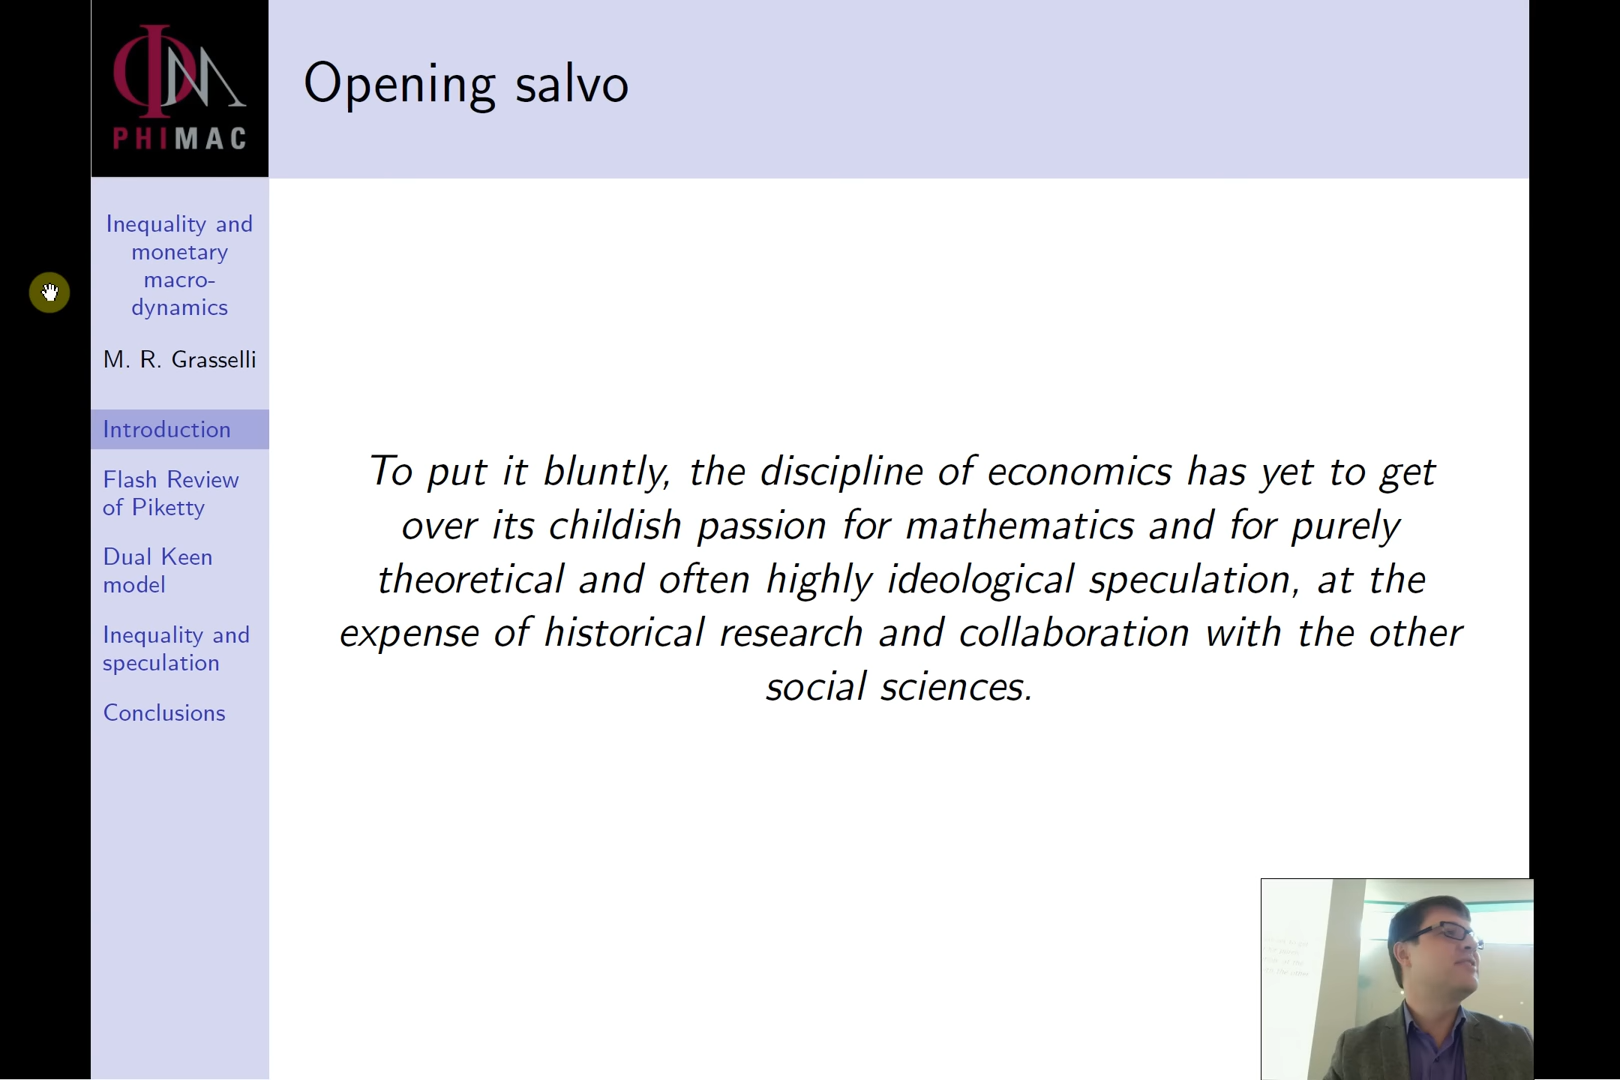 PHIMAC
Opening salvo
Inequality and
monetary
macro-
dynamics
M. R. Grasselli
Introduction
Flash Review
of Piketty
Dual Keen
model
Inequality and
speculation
Conclusions
To put it bluntly, the discipline of economics has yet to get
over its childish passion for mathematics and for purely
theoretical and often highly ideological speculation, at the
expense of historical research and collaboration with the other
social sciences.